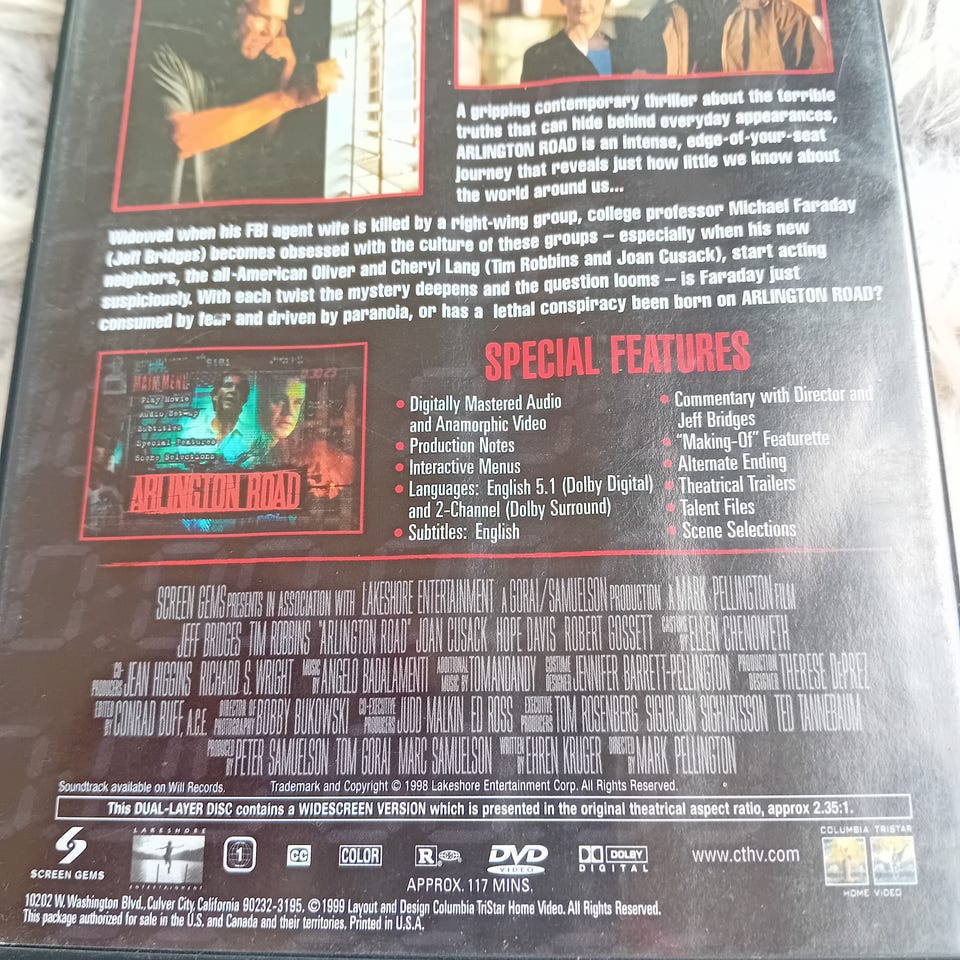 A gripping contemporary thriller about the terrible
truths that can hide behind everyday appearances,
ARLINGTON ROAD is an intense, edge-of-your-seat
journey that reveals just how little we know about
the world around us...
Widowed when his FBI agent wife is killed by a right-wing group, college professor Michael Faraday
(Jeff Bridges) becomes obsessed with the culture of these groups – especially when his new
neighbors, the all-American Oliver and Cheryl Lang (Tim Robbins and Joan Cusack), start acting
suspiciously. With each twist the mystery deepens and the question looms – is Faraday just
consumed by fear and driven by paranoia, or has a lethal conspiracy been born on ARLINGTON ROAD?
MAIN MENU
Play Movie
Audio Set-up
Subtitles
Special Features
Scene Selections
ARLINGTON ROAD
SPECIAL FEATURES
• Digitally Mastered Audio
and Anamorphic Video
• Production Notes
• Interactive Menus
• Languages: English 5.1 (Dolby Digital)
and 2-Channel (Dolby Surround)
• Subtitles: English
• Commentary with Director and
Jeff Bridges
• "Making-Of" Featurette
• Alternate Ending
• Theatrical Trailers
• Talent Files
• Scene Selections
SCREEN GEMS PRESENTS IN ASSOCIATION WITH LAKESHORE ENTERTAINMENT A GORAI/SAMUELSON PRODUCTION A MARK PELLINGTON FILM
JEFF BRIDGES TIM ROBBINS "ARLINGTON ROAD" JOAN CUSACK HOPE DAVIS ROBERT GOSSETT CASTING BY ELLEN CHENOWETH
CO-PRODUCERS JEAN HIGGINS RICHARD S. WRIGHT MUSIC BY ANGELO BADALAMENTI ADDITIONAL MUSIC BY TOMANDANDY COSTUME DESIGNER JENNIFER BARRETT-PELLINGTON PRODUCTION DESIGNER THERESE DePREZ
EDITED BY CONRAD BUFF, A.C.E. DIRECTOR OF PHOTOGRAPHY BOBBY BUKOWSKI CO-EXECUTIVE PRODUCERS JUDD MALKIN ED ROSS EXECUTIVE PRODUCERS TOM ROSENBERG SIGURJON SIGHVATSSON TED TANNEBAUM
PRODUCED BY PETER SAMUELSON TOM GORAI MARC SAMUELSON WRITTEN BY EHREN KRUGER DIRECTED BY MARK PELLINGTON
Soundtrack available on Will Records. Trademark and Copyright © 1998 Lakeshore Entertainment Corp. All Rights Reserved.
This DUAL-LAYER DISC contains a WIDESCREEN VERSION which is presented in the original theatrical aspect ratio, approx 2.35:1.
SCREEN GEMS
LAKESHORE
ENTERTAINMENT
1
CC
COLOR
R
DVD
VIDEO
DOLBY
DIGITAL
www.cthv.com
COLUMBIA TRISTAR
HOME VIDEO
APPROX. 117 MINS.
10202 W. Washington Blvd., Culver City, California 90232-3195. © 1999 Layout and Design Columbia TriStar Home Video. All Rights Reserved.
This package authorized for sale in the U.S. and Canada and their territories. Printed in U.S.A.